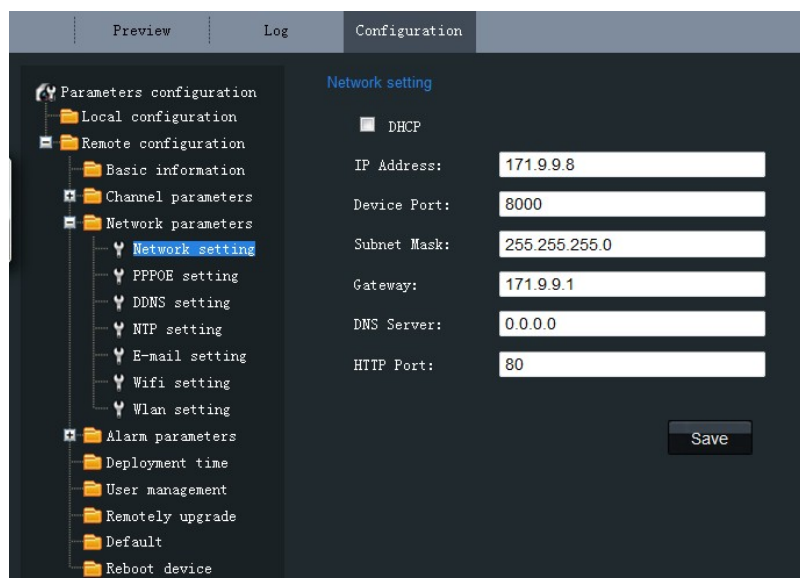 Preview Log Configuration
Parameters configuration
Local configuration
Remote configuration
Basic information
Channel parameters
Network parameters
Network setting
PPPOE setting
DDNS setting
NTP setting
E-mail setting
Wifi setting
Wlan setting
Alarm parameters
Deployment time
User management
Remotely upgrade
Default
Reboot device
Network setting
DHCP
IP Address: 171.9.9.8
Device Port: 8000
Subnet Mask: 255.255.255.0
Gateway: 171.9.9.1
DNS Server: 0.0.0.0
HTTP Port: 80
Save